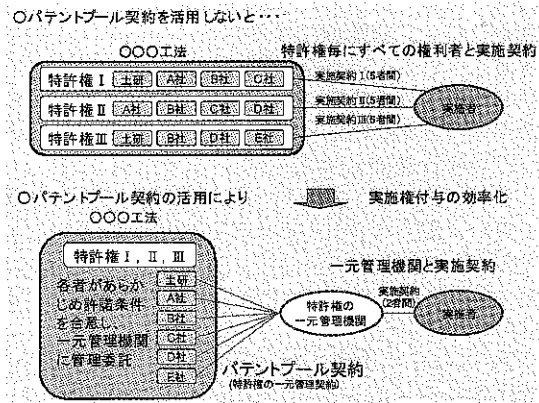 ○パテントプール契約を活用しないと・・・
○○○工法
特許権毎にすべての権利者と実施契約
特許権Ⅰ 土研 A社 B社 C社
実施契約Ⅰ(5者間)
特許権Ⅱ A社 B社 C社 D社
実施契約Ⅱ(5者間)
実施者
特許権Ⅲ 土研 B社 D社 E社
実施契約Ⅲ(5者間)
○パテントプール契約の活用により
実施権付与の効率化
○○○工法
特許権Ⅰ,Ⅱ,Ⅲ
一元管理機関と実施契約
各者があらか
じめ許諾条件
を合意し、
一元管理機関
に管理委託
土研
A社
B社
C社
D社
E社
特許権の
一元管理機関
実施契約
(2者間)
実施者
パテントプール契約
(特許権の一元管理契約)